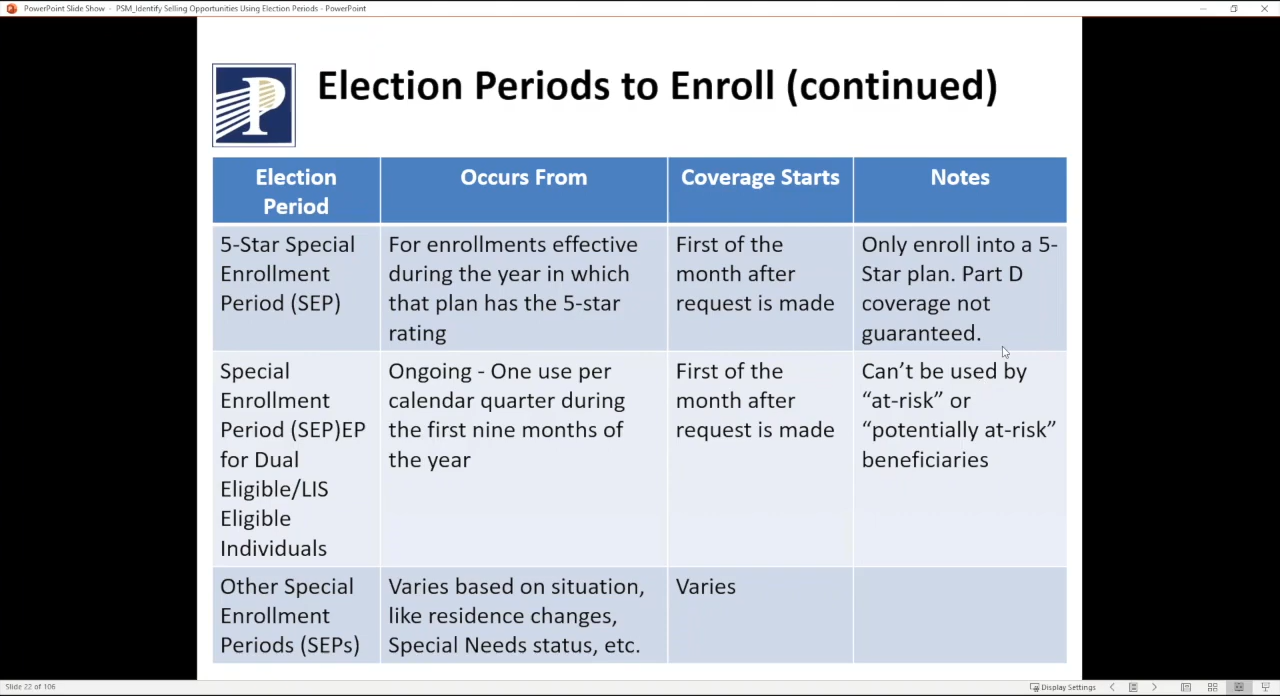 PowerPoint Slide Show - PSM_Identify Selling Opportunities Using Election Periods - PowerPoint
P
Election Periods to Enroll (continued)
Election
Period
Occurs From
Coverage Starts
Notes
5-Star Special
Enrollment
Period (SEP)
For enrollments effective
during the year in which
that plan has the 5-star
rating
First of the
month after
request is made
Only enroll into a 5-
Star plan. Part D
coverage not
guaranteed.
Special
Enrollment
Period (SEP)EP
for Dual
Eligible/LIS
Eligible
Individuals
Ongoing - One use per
calendar quarter during
the first nine months of
the year
First of the
month after
request is made
Can't be used by
“at-risk” or
“potentially at-risk”
beneficiaries
Other Special
Enrollment
Periods (SEPs)
Varies based on situation,
like residence changes,
Special Needs status, etc.
Varies
Slide 22 of 106
Display Settings